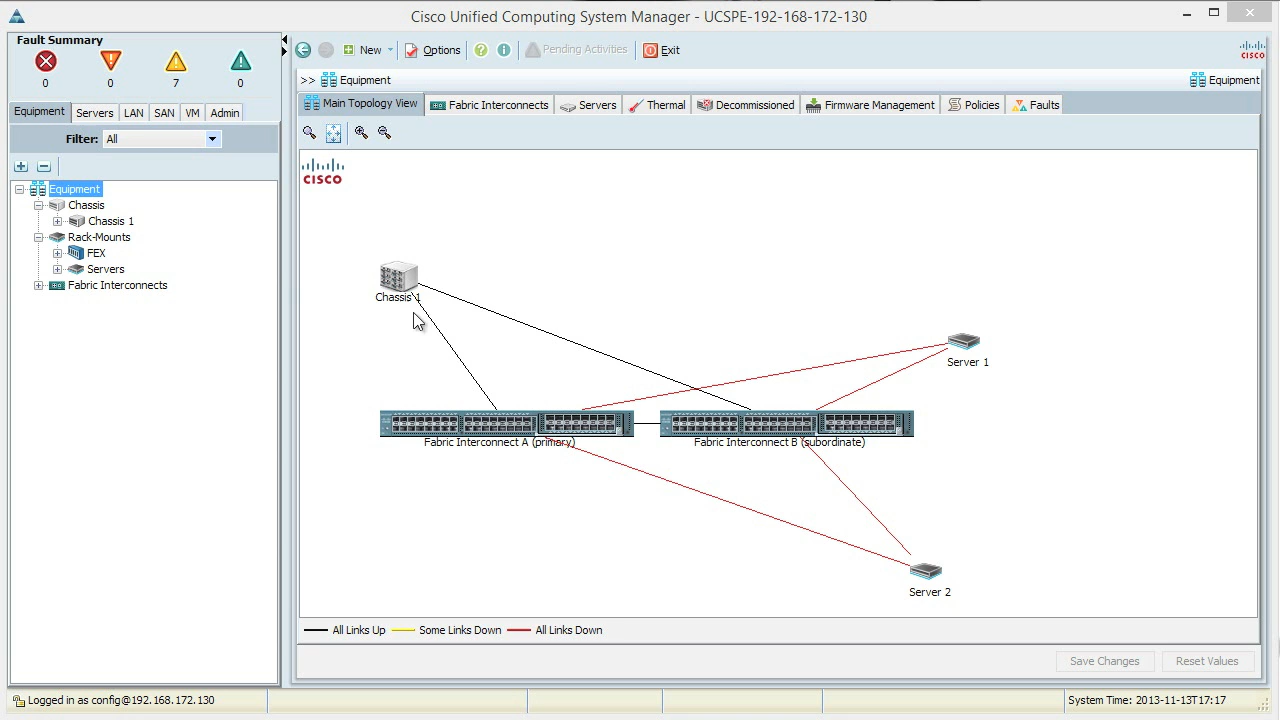 Cisco Unified Computing System Manager - UCSPE-192-168-172-130
Fault Summary
0 0 7 0
Equipment Servers LAN SAN VM Admin
Filter: All
Equipment
Chassis
Chassis 1
Rack-Mounts
FEX
Servers
Fabric Interconnects
New Options Pending Activities Exit
CISCO
>> Equipment Equipment
Main Topology View Fabric Interconnects Servers Thermal Decommissioned Firmware Management Policies Faults
CISCO
Chassis 1
Server 1
Fabric Interconnect A (primary) Fabric Interconnect B (subordinate)
Server 2
All Links Up Some Links Down All Links Down
Save Changes Reset Values
Logged in as config@192.168.172.130 System Time: 2013-11-13T17:17